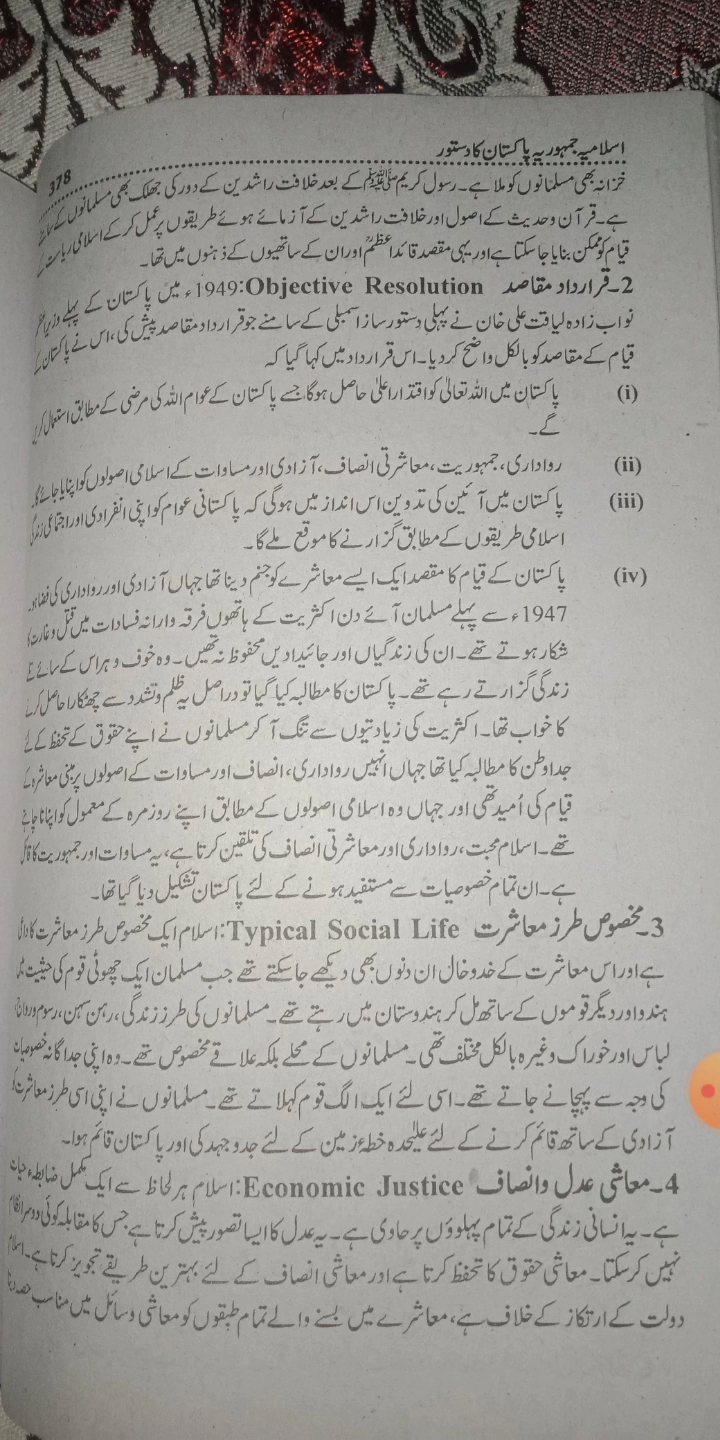 اسلامیہ جمہوریہ پاکستان کا دستور
378
خزانہ بھی مسلمانوں کو ملا ہے۔ رسول کریم ﷺ کے بعد خلافت راشدین کے دور کی جھلک بھی مسلمانوں کے سامنے
ہے۔ قرآن و حدیث کے اصول اور خلافت راشدین کے آزمائے ہوئے طریقوں پر عمل کر کے اسلامی ریاست کے
قیام کو ممکن بنایا جا سکتا ہے اور یہی مقصد قائداعظمؒ اور ان کے ساتھیوں کے ذہنوں میں تھا۔
2۔ قرارداد مقاصد Objective Resolution: 1949ء میں پاکستان کے پہلے وزیراعظم
نواب زادہ لیاقت علی خان نے پہلی دستور ساز اسمبلی کے سامنے جو قرارداد مقاصد پیش کی، اس نے پاکستان کے
قیام کے مقاصد کو بالکل واضح کر دیا۔ اس قرارداد میں کہا گیا کہ
(i) پاکستان میں اللہ تعالیٰ کو اقتدار اعلیٰ حاصل ہوگا جسے پاکستان کے عوام اللہ کی مرضی کے مطابق استعمال کریں
گے۔
(ii) رواداری، جمہوریت، معاشرتی انصاف، آزادی اور مساوات کے اسلامی اصولوں کو اپنایا جائے گا۔
(iii) پاکستان میں آئین کی تدوین اس انداز میں ہوگی کہ پاکستانی عوام کو اپنی انفرادی اور اجتماعی زندگی
اسلامی طریقوں کے مطابق گزارنے کا موقع ملے گا۔
(iv) پاکستان کے قیام کا مقصد ایک ایسے معاشرے کو جنم دینا تھا جہاں آزادی اور رواداری کی فضا ہو۔
1947ء سے پہلے مسلمان آئے دن اکثریت کے ہاتھوں فرقہ وارانہ فسادات میں قتل و غارت کا
شکار ہوتے تھے۔ ان کی زندگیاں اور جائیدادیں محفوظ نہ تھیں۔ وہ خوف و ہراس کے سائے تلے
زندگی گزارتے رہے تھے۔ پاکستان کا مطالبہ کیا گیا تو دراصل یہ ظلم و تشدد سے چھٹکارا حاصل کرنے
کا خواب تھا۔ اکثریت کی زیادتیوں سے تنگ آ کر مسلمانوں نے اپنے حقوق کے تحفظ کے لئے
جدا وطن کا مطالبہ کیا تھا جہاں انہیں رواداری، انصاف اور مساوات کے اصولوں پر مبنی معاشرہ کے
قیام کی اُمید تھی اور جہاں وہ اسلامی اصولوں کے مطابق اپنے روزمرہ کے معمول کو اپنانا چاہتے
تھے۔ اسلام محبت، رواداری اور معاشرتی انصاف کی تلقین کرتا ہے، یہ مساوات اور جمہوریت کا قائل
ہے۔ ان تمام خصوصیات سے مستفید ہونے کے لئے پاکستان تشکیل دیا گیا تھا۔
3۔ مخصوص طرز معاشرت Typical Social Life: اسلام ایک مخصوص طرز معاشرت کا داعی
ہے اور اس معاشرت کے خدوخال ان دنوں بھی دیکھے جا سکتے تھے جب مسلمان ایک چھوٹی قوم کی حیثیت میں
ہندو اور دیگر قوموں کے ساتھ مل کر ہندوستان میں رہتے تھے۔ مسلمانوں کی طرز زندگی، رہن سہن، رسوم و رواج،
لباس اور خوراک وغیرہ بالکل مختلف تھی۔ مسلمانوں کے محلے بلکہ علاقے مخصوص تھے۔ وہ اپنی جداگانہ خصوصیات
کی وجہ سے پہچانے جاتے تھے۔ اسی لئے ایک الگ قوم کہلاتے تھے۔ مسلمانوں نے اپنی اسی طرز معاشرت کو
آزادی کے ساتھ قائم کرنے کے لئے علیٰحدہ خطۂ زمین کے لئے جدوجہد کی اور پاکستان قائم ہوا۔
4۔ معاشی عدل و انصاف Economic Justice: اسلام ہر لحاظ سے ایک مکمل ضابطۂ حیات
ہے۔ یہ انسانی زندگی کے تمام پہلوؤں پر حاوی ہے۔ یہ عدل کا ایسا تصور پیش کرتا ہے جس کا مقابلہ کوئی دوسرا نظام
نہیں کر سکتا۔ معاشی حقوق کا تحفظ کرتا ہے اور معاشی انصاف کے لئے بہترین طریقے تجویز کرتا ہے۔ اسلام
دولت کے ارتکاز کے خلاف ہے، معاشرے میں بسنے والے تمام طبقوں کو معاشی وسائل میں مناسب حصہ دینا